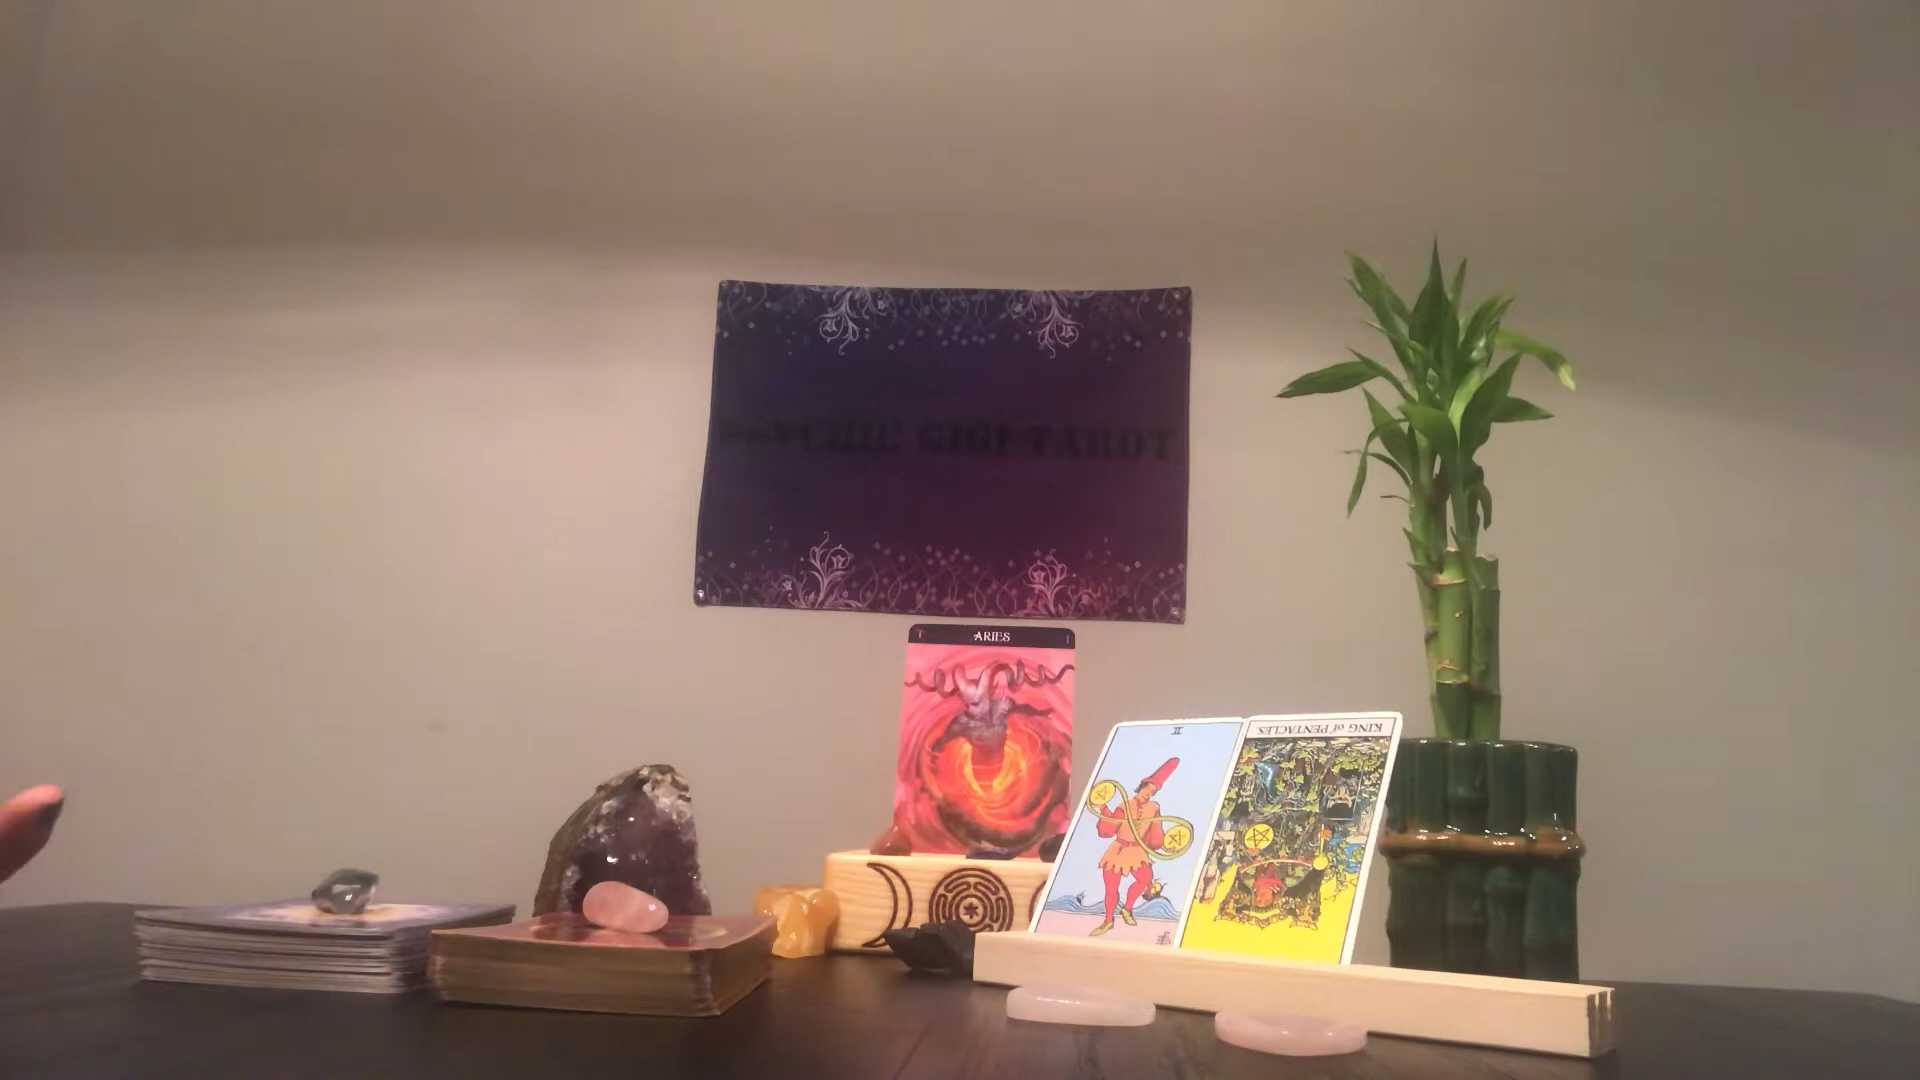 PSYCHIC GIGI TAROT
ARIES
II
KING of PENTACLES.